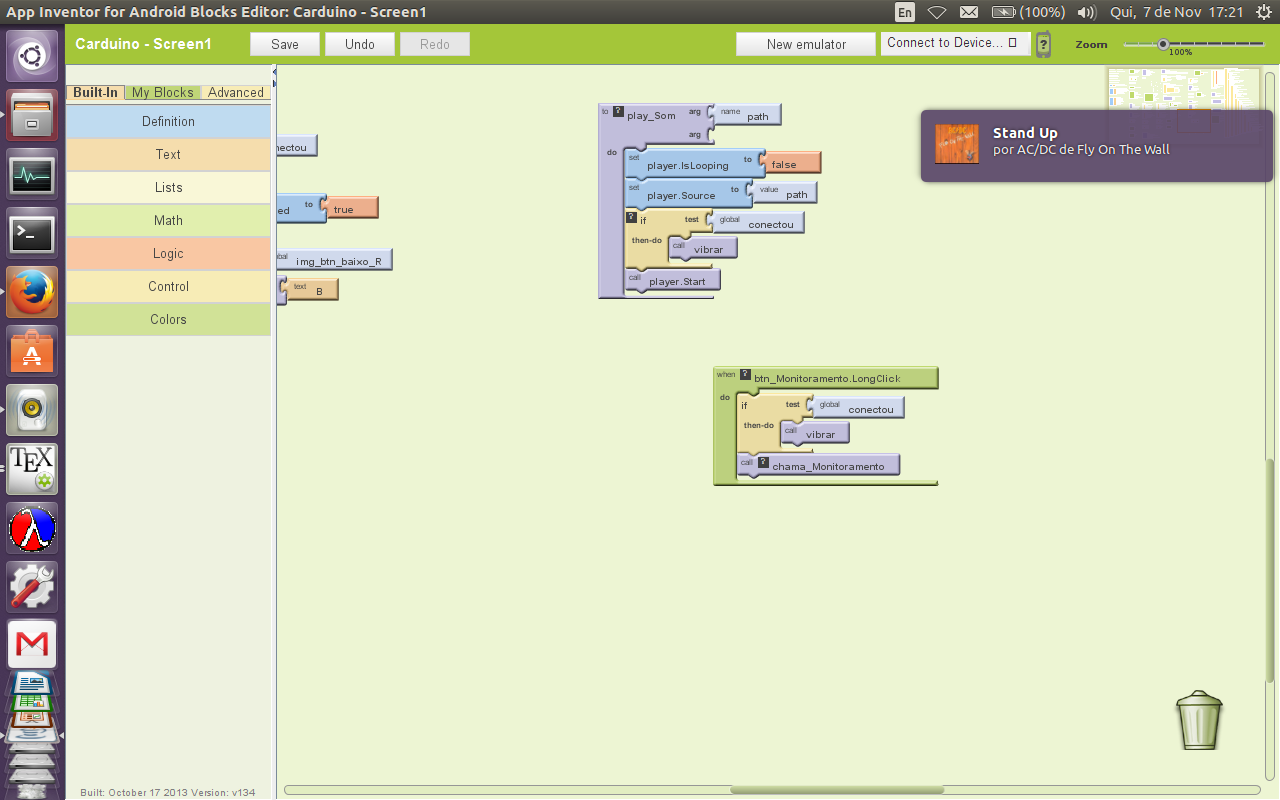 App Inventor for Android Blocks Editor: Carduino - Screen1
En (100%) Qui, 7 de Nov 17:21
Carduino - Screen1 Save Undo Redo New emulator Connect to Device... Zoom
100%
Built-In My Blocks Advanced
Definition
Text
Lists
Math
Logic
Control
Colors
Built: October 17 2013 Version: v134
nectou
ed to true
bal img_btn_baixo_R
text B
to ? play_Som arg name path
arg
do
set player.IsLooping to false
set player.Source to value path
? if test global conectou
then-do call vibrar
call player.Start
when ? btn_Monitoramento.LongClick
do
if test global conectou
then-do call vibrar
call ? chama_Monitoramento
Stand Up
por AC/DC de Fly On The Wall
TEX